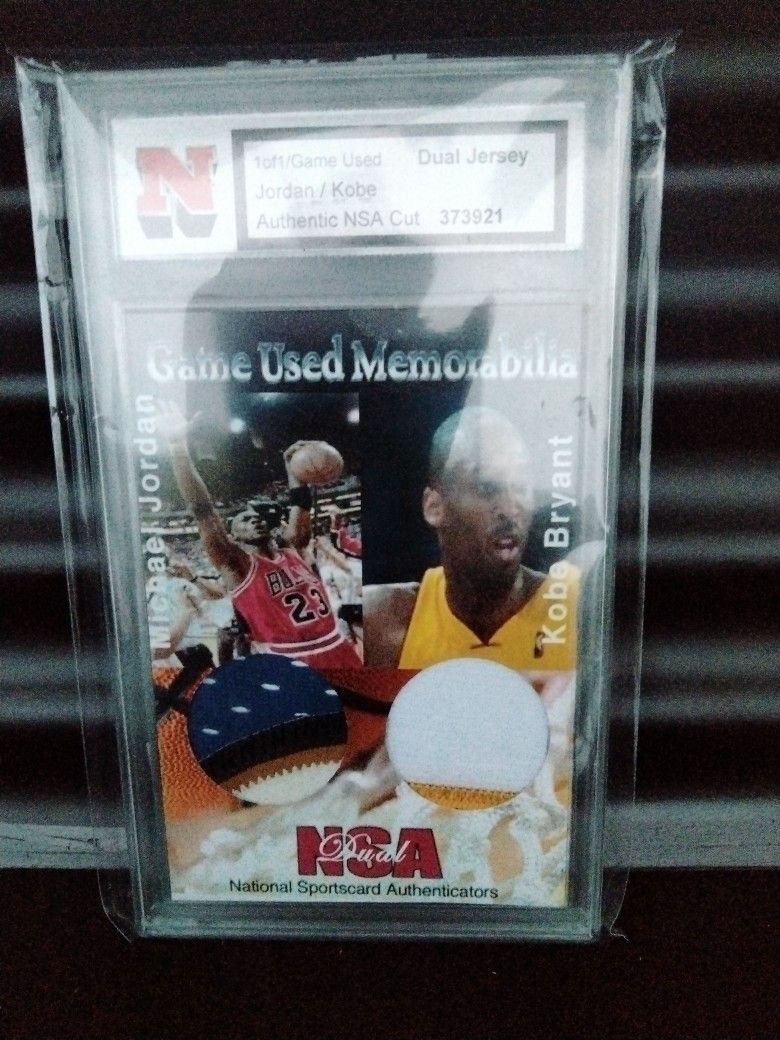 N
1of1/Game Used Dual Jersey
Jordan / Kobe
Authentic NSA Cut 373921
Game Used Memorabilia
Michael Jordan
Kobe Bryant
BULLS
23
NSA
Dual
National Sportscard Authenticators